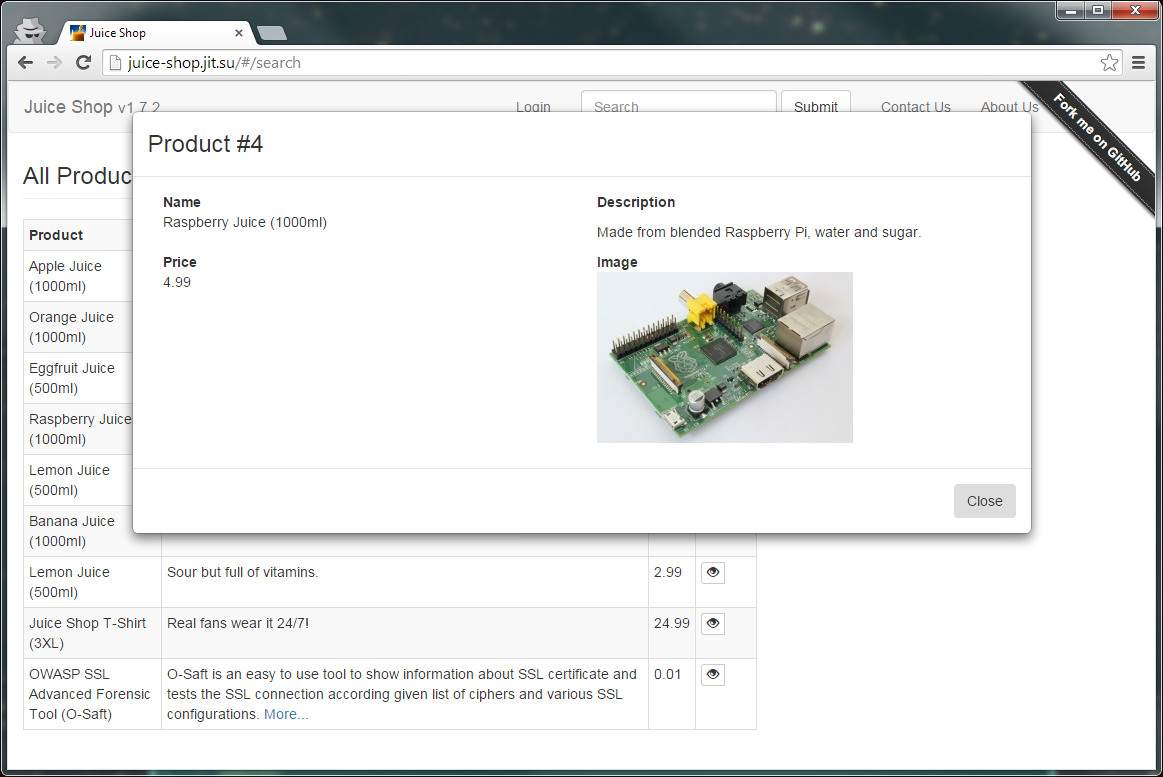 Juice Shop
juice-shop.jit.su/#/search
Juice Shop v1.7.2
Login
Search
Submit
Contact Us
About Us
Fork me on GitHub
Product #4
Name
Raspberry Juice (1000ml)
Price
4.99
Description
Made from blended Raspberry Pi, water and sugar.
Image
Close
All Produc
Product
Apple Juice
(1000ml)
Orange Juice
(1000ml)
Eggfruit Juice
(500ml)
Raspberry Juice
(1000ml)
Lemon Juice
(500ml)
Banana Juice
(1000ml)
Lemon Juice
(500ml)
Sour but full of vitamins.
2.99
Juice Shop T-Shirt
(3XL)
Real fans wear it 24/7!
24.99
OWASP SSL
Advanced Forensic
Tool (O-Saft)
O-Saft is an easy to use tool to show information about SSL certificate and
tests the SSL connection according given list of ciphers and various SSL
configurations. More...
0.01